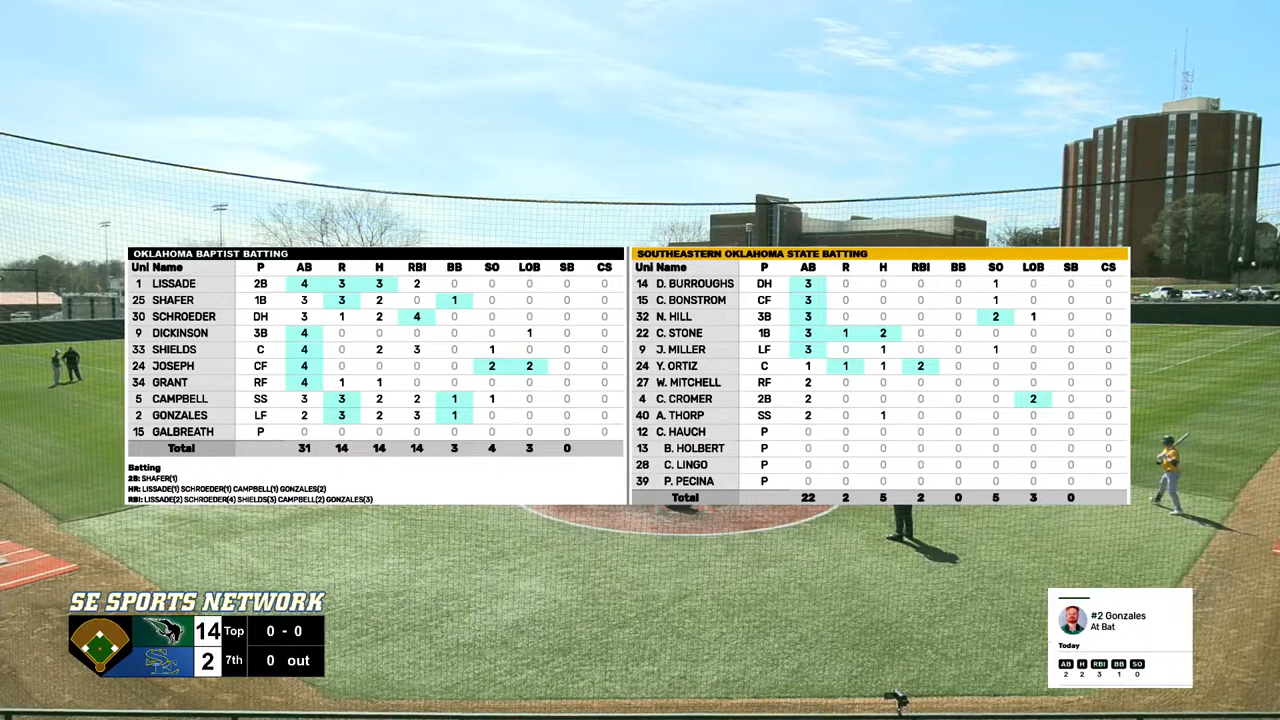 OKLAHOMA BAPTIST BATTING
Uni Name P AB R H RBI BB SO LOB SB CS
1 LISSADE 2B 4 3 3 2 0 0 0 0 0
25 SHAFER 1B 3 3 2 0 1 0 0 0 0
30 SCHROEDER DH 3 1 2 4 0 0 0 0 0
9 DICKINSON 3B 4 0 0 0 0 0 1 0 0
33 SHIELDS C 4 0 2 3 0 1 0 0 0
24 JOSEPH CF 4 0 0 0 0 2 2 0 0
34 GRANT RF 4 1 1 0 0 0 0 0 0
5 CAMPBELL SS 3 3 2 2 1 1 0 0 0
2 GONZALES LF 2 3 2 3 1 0 0 0 0
15 GALBREATH P 0 0 0 0 0 0 0 0 0
Total 31 14 14 14 3 4 3 0
Batting
2B: SHAFER(1)
HR: LISSADE(1) SCHROEDER(1) CAMPBELL(1) GONZALES(2)
RBI: LISSADE(2) SCHROEDER(4) SHIELDS(3) CAMPBELL(2) GONZALES(3)
SOUTHEASTERN OKLAHOMA STATE BATTING
Uni Name P AB R H RBI BB SO LOB SB CS
14 D. BURROUGHS DH 3 0 0 0 0 1 0 0 0
15 C. BONSTROM CF 3 0 0 0 0 1 0 0 0
32 N. HILL 3B 3 0 0 0 0 2 1 0 0
22 C. STONE 1B 3 1 2 0 0 0 0 0 0
9 J. MILLER LF 3 0 1 0 0 1 0 0 0
24 Y. ORTIZ C 1 1 1 2 0 0 0 0 0
27 W. MITCHELL RF 2 0 0 0 0 0 0 0 0
4 C. CROMER 2B 2 0 0 0 0 0 2 0 0
40 A. THORP SS 2 0 1 0 0 0 0 0 0
12 C. HAUCH P 0 0 0 0 0 0 0 0 0
13 B. HOLBERT P 0 0 0 0 0 0 0 0 0
28 C. LINGO P 0 0 0 0 0 0 0 0 0
39 P. PECINA P 0 0 0 0 0 0 0 0 0
Total 22 2 5 2 0 5 3 0
SE SPORTS NETWORK
14 Top 0 - 0
SE 2 7th 0 out
#2 Gonzales
At Bat
Today
AB H RBI BB SO
2 2 3 1 0